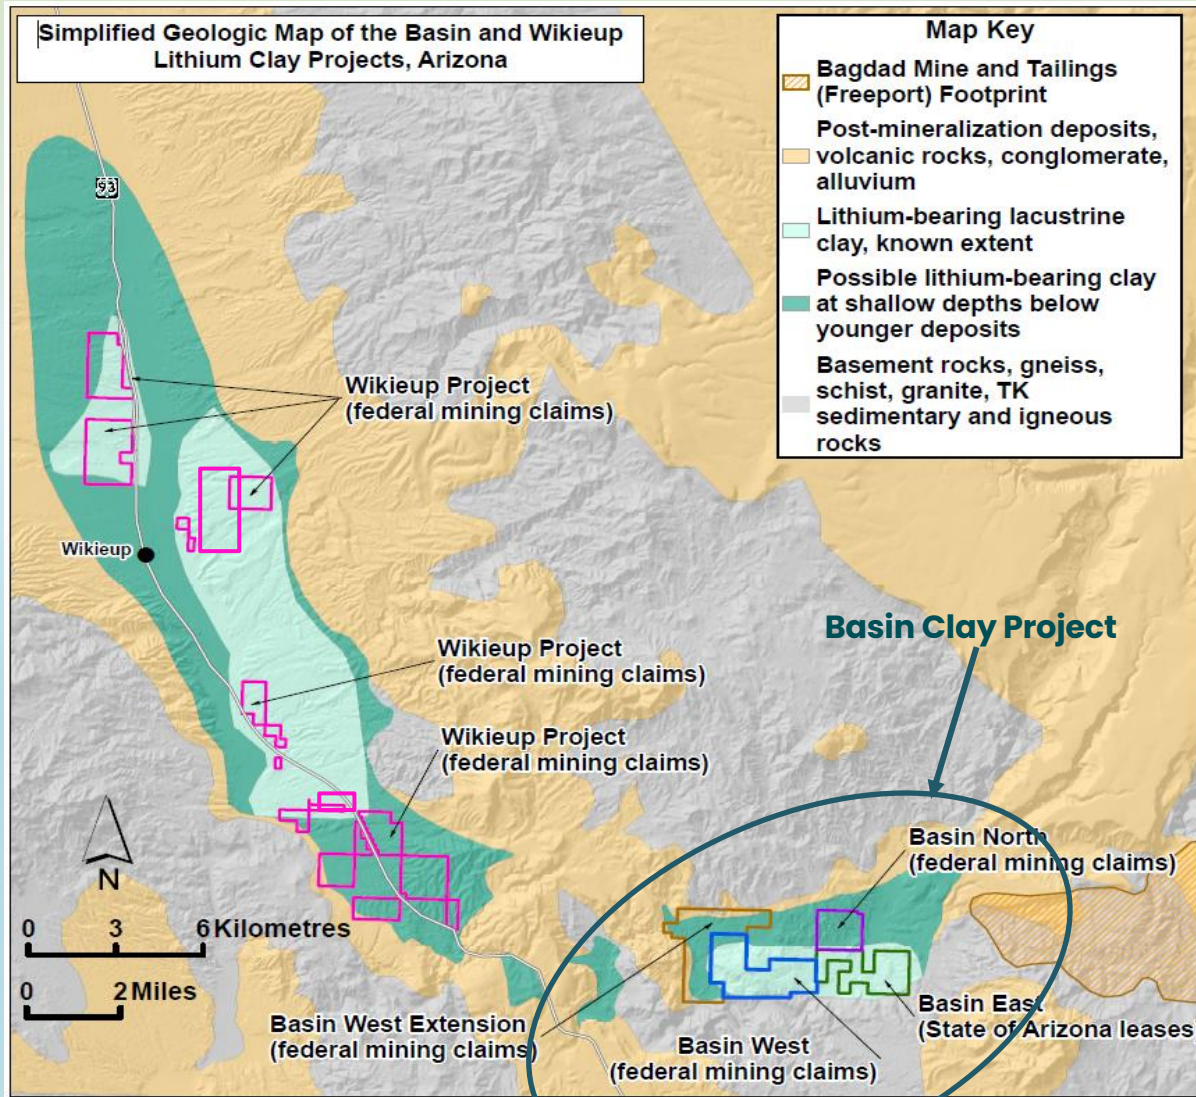 Simplified Geologic Map of the Basin and Wikieup
Lithium Clay Projects, Arizona
Map Key
Bagdad Mine and Tailings
(Freeport) Footprint
Post-mineralization deposits,
volcanic rocks, conglomerate,
alluvium
Lithium-bearing lacustrine
clay, known extent
Possible lithium-bearing clay
at shallow depths below
younger deposits
Basement rocks, gneiss,
schist, granite, TK
sedimentary and igneous
rocks
93
Wikieup Project
(federal mining claims)
Wikieup
Wikieup Project
(federal mining claims)
Wikieup Project
(federal mining claims)
Basin Clay Project
Basin North
(federal mining claims)
N
0 3 6 Kilometres
0 2 Miles
Basin West Extension
(federal mining claims)
Basin West
(federal mining claims)
Basin East
(State of Arizona leases)